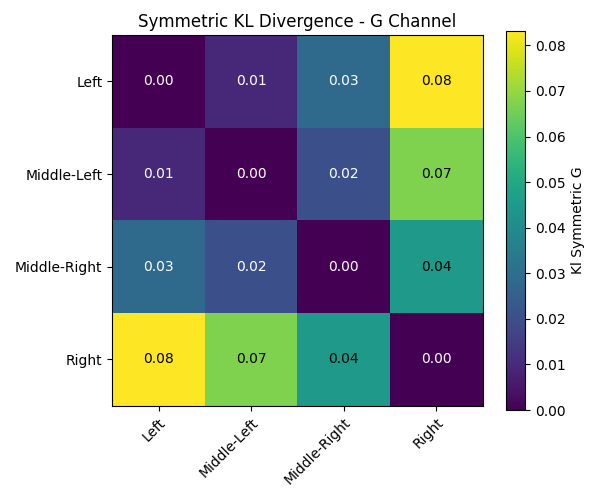 Symmetric KL Divergence - G Channel
Left 0.00 0.01 0.03 0.08
Middle-Left 0.01 0.00 0.02 0.07
Middle-Right 0.03 0.02 0.00 0.04
Right 0.08 0.07 0.04 0.00
Left Middle-Left Middle-Right Right
0.08
0.07
0.06
0.05
0.04
0.03
0.02
0.01
0.00
Kl Symmetric G